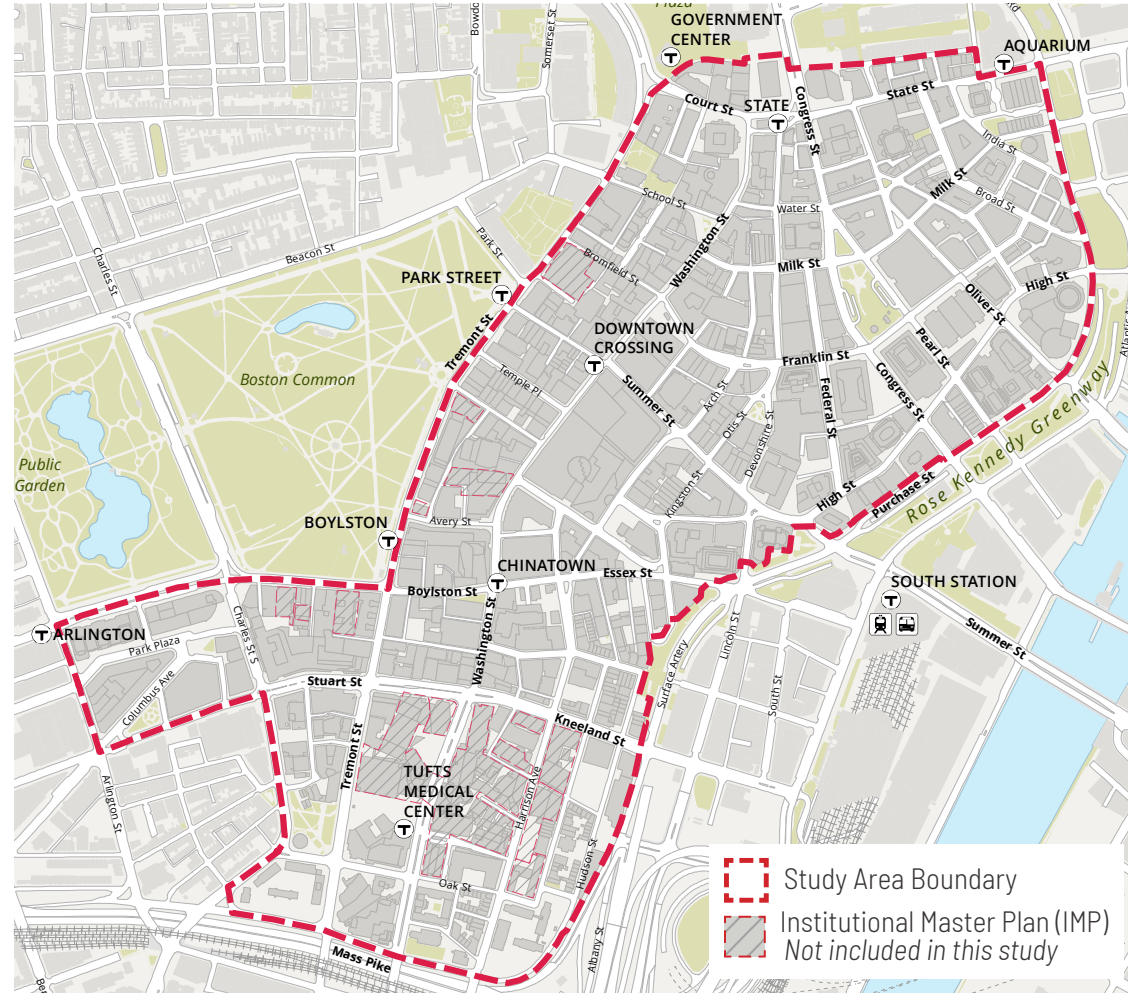 Plaza
GOVERNMENT
CENTER
Somerset St
AQUARIUM
Court St
STATE
Congress St
State St
India St
Milk St
Broad St
School St
Water St
Washington St
Park St
Beacon St
Charles St
Bromfield St
Milk St
High St
PARK STREET
Oliver St
Tremont St
DOWNTOWN
CROSSING
Franklin St
Pearl St
Boston Common
Temple Pl
Summer St
Arch St
Federal St
Congress St
Otis St
Devonshire St
Rose Kennedy Greenway
Public
Garden
Kingston St
High St
Purchase St
Avery St
BOYLSTON
CHINATOWN
Essex St
Boylston St
SOUTH STATION
ARLINGTON
Park Plaza
Charles St S
Washington St
Lincoln St
Summer St
Surface Artery
South St
Columbus Ave
Stuart St
Kneeland St
Tremont St
Arlington St
TUFTS
MEDICAL
CENTER
Harrison Ave
Hudson St
Oak St
Albany St
Mass Pike
Study Area Boundary
Institutional Master Plan (IMP)
Not included in this study